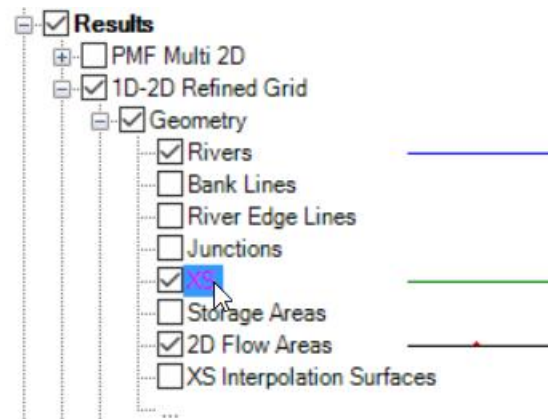 Results
PMF Multi 2D
1D-2D Refined Grid
Geometry
Rivers
Bank Lines
River Edge Lines
Junctions
XS
Storage Areas
2D Flow Areas
XS Interpolation Surfaces
...